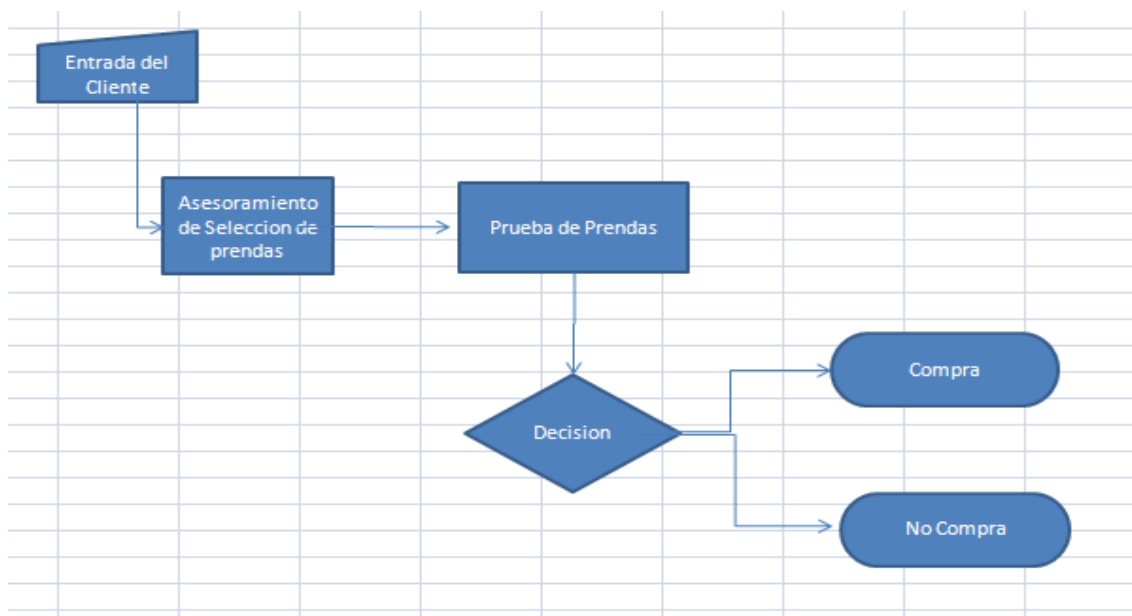 Entrada del
Cliente
Asesoramiento
de Seleccion de
prendas
Prueba de Prendas
Compra
Decision
No Compra